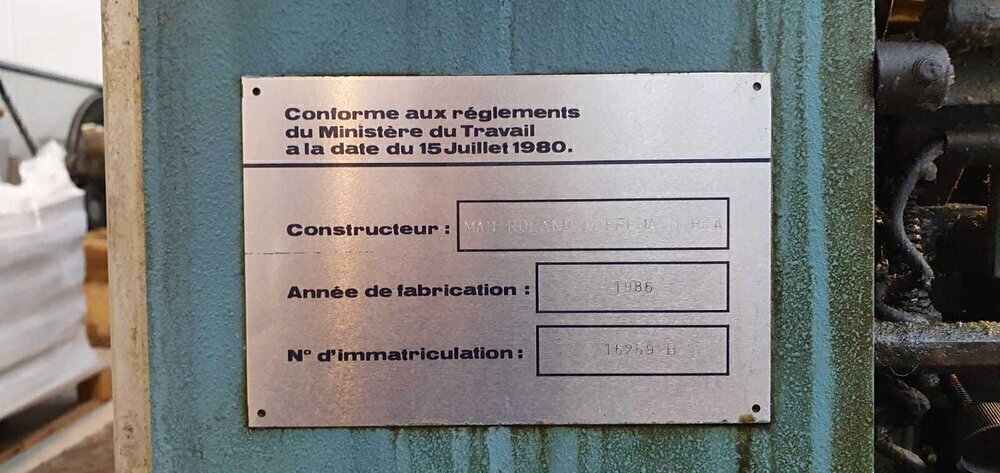 Conforme aux réglements
du Ministère du Travail
a la date du 15 Juillet 1980.
Constructeur : MAN ROLAND
Année de fabrication : 1986
N° d'immatriculation : 16259 B